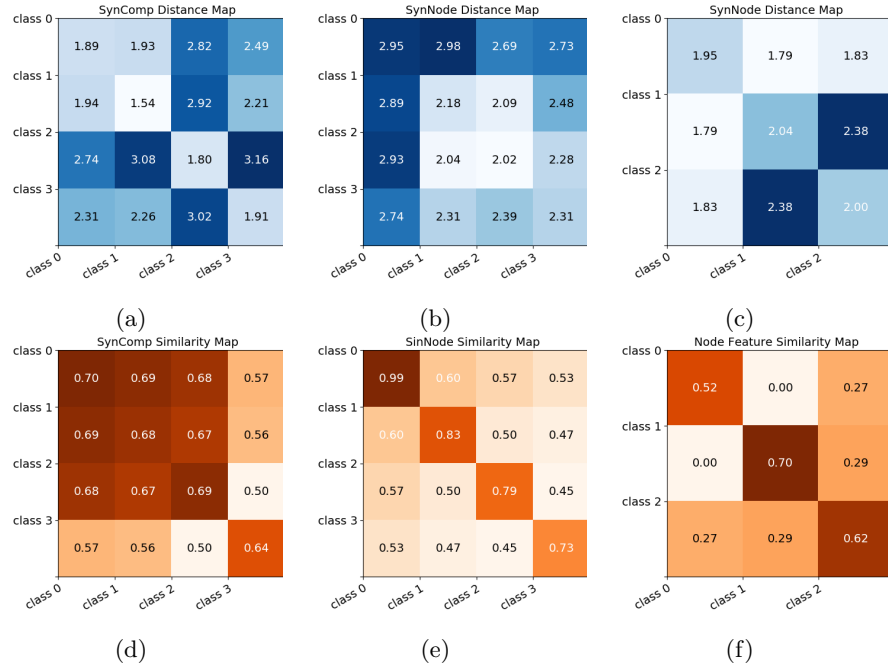 SynComp Distance Map
class 0
1.89 1.93 2.82 2.49
class 1
1.94 1.54 2.92 2.21
class 2
2.74 3.08 1.80 3.16
class 3
2.31 2.26 3.02 1.91
class 0 class 1 class 2 class 3
(a)
SynNode Distance Map
class 0
2.95 2.98 2.69 2.73
class 1
2.89 2.18 2.09 2.48
class 2
2.93 2.04 2.02 2.28
class 3
2.74 2.31 2.39 2.31
class 0 class 1 class 2 class 3
(b)
SynNode Distance Map
class 0
1.95 1.79 1.83
class 1
1.79 2.04 2.38
class 2
1.83 2.38 2.00
class 0 class 1 class 2
(c)
SynComp Similarity Map
class 0
0.70 0.69 0.68 0.57
class 1
0.69 0.68 0.67 0.56
class 2
0.68 0.67 0.69 0.50
class 3
0.57 0.56 0.50 0.64
class 0 class 1 class 2 class 3
(d)
SinNode Similarity Map
class 0
0.99 0.60 0.57 0.53
class 1
0.60 0.83 0.50 0.47
class 2
0.57 0.50 0.79 0.45
class 3
0.53 0.47 0.45 0.73
class 0 class 1 class 2 class 3
(e)
Node Feature Similarity Map
class 0
0.52 0.00 0.27
class 1
0.00 0.70 0.29
class 2
0.27 0.29 0.62
class 0 class 1 class 2
(f)